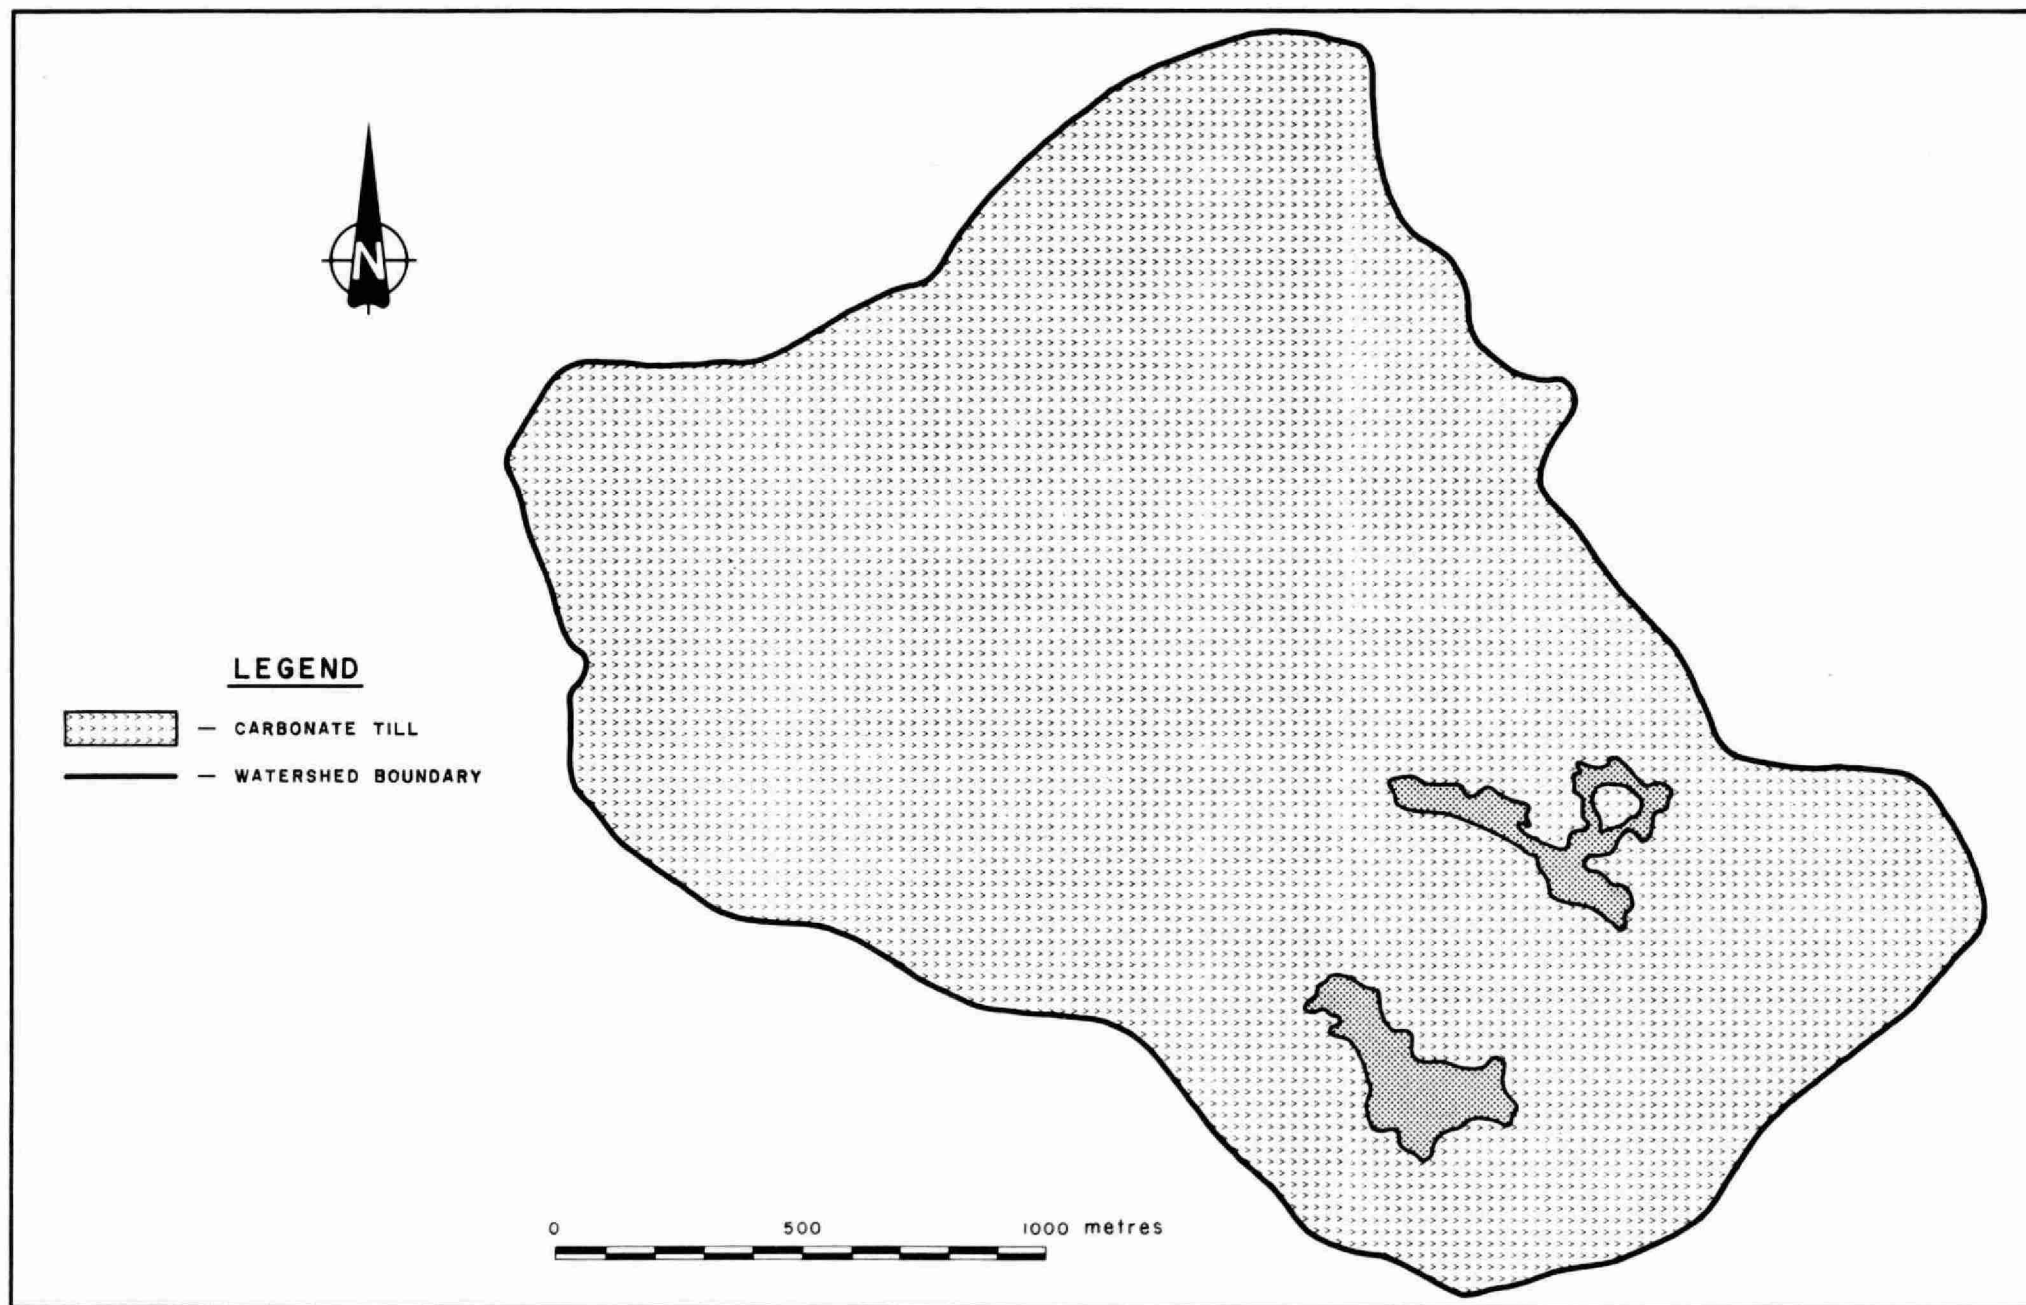 N
LEGEND
— CARBONATE TILL
— WATERSHED BOUNDARY
0 500 1000 metres